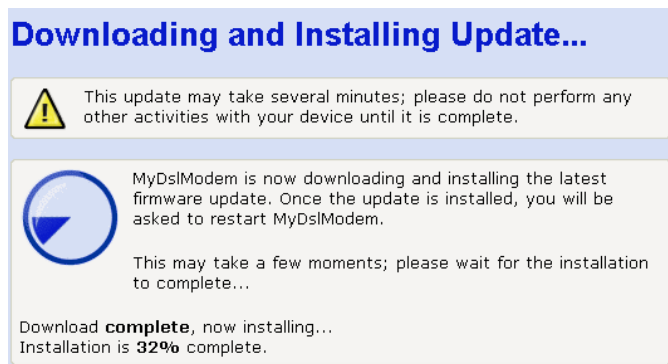 Downloading and Installing Update...
This update may take several minutes; please do not perform any
other activities with your device until it is complete.
MyDslModem is now downloading and installing the latest
firmware update. Once the update is installed, you will be
asked to restart MyDslModem.
This may take a few moments; please wait for the installation
to complete...
Download complete, now installing...
Installation is 32% complete.